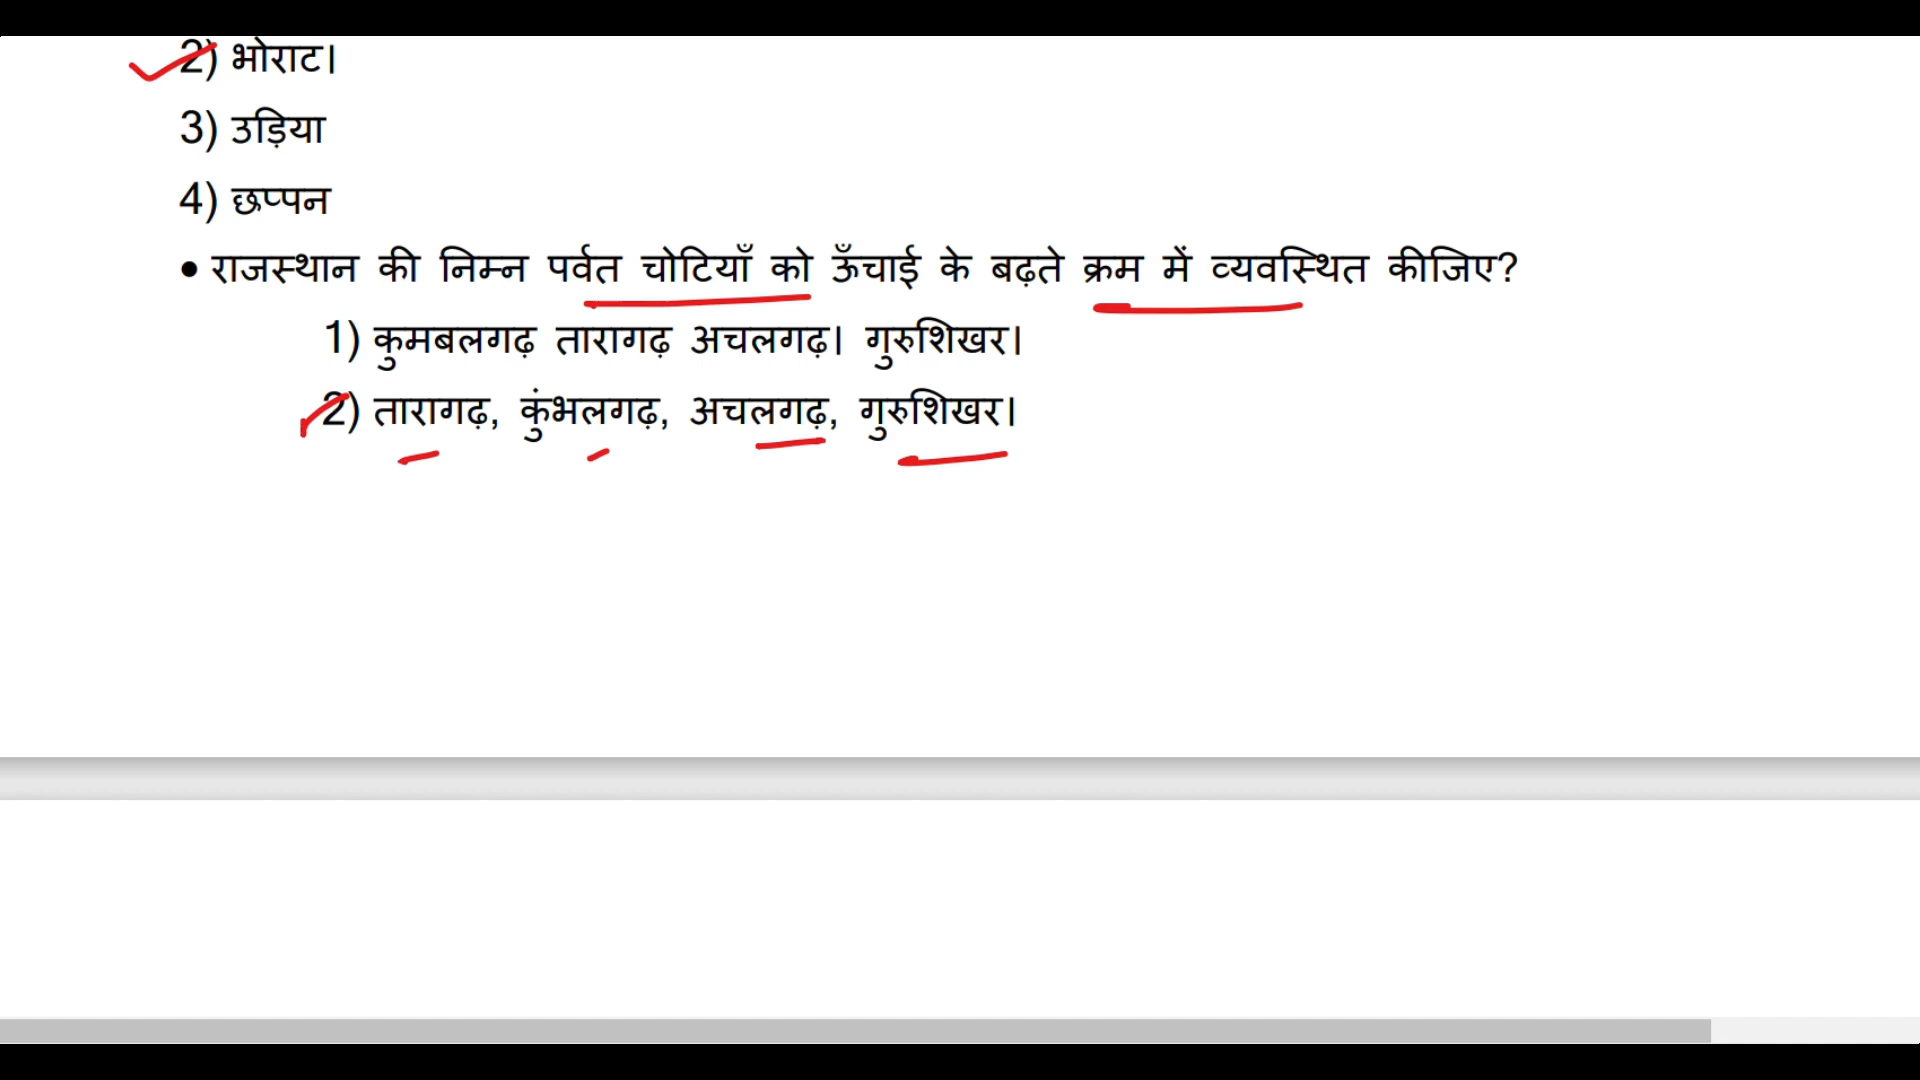 2) भोराट।
3) उड़िया
4) छप्पन
• राजस्थान की निम्न पर्वत चोटियाँ को ऊँचाई के बढ़ते क्रम में व्यवस्थित कीजिए?
1) कुमबलगढ़ तारागढ़ अचलगढ़। गुरुशिखर।
2) तारागढ़, कुंभलगढ़, अचलगढ़, गुरुशिखर।